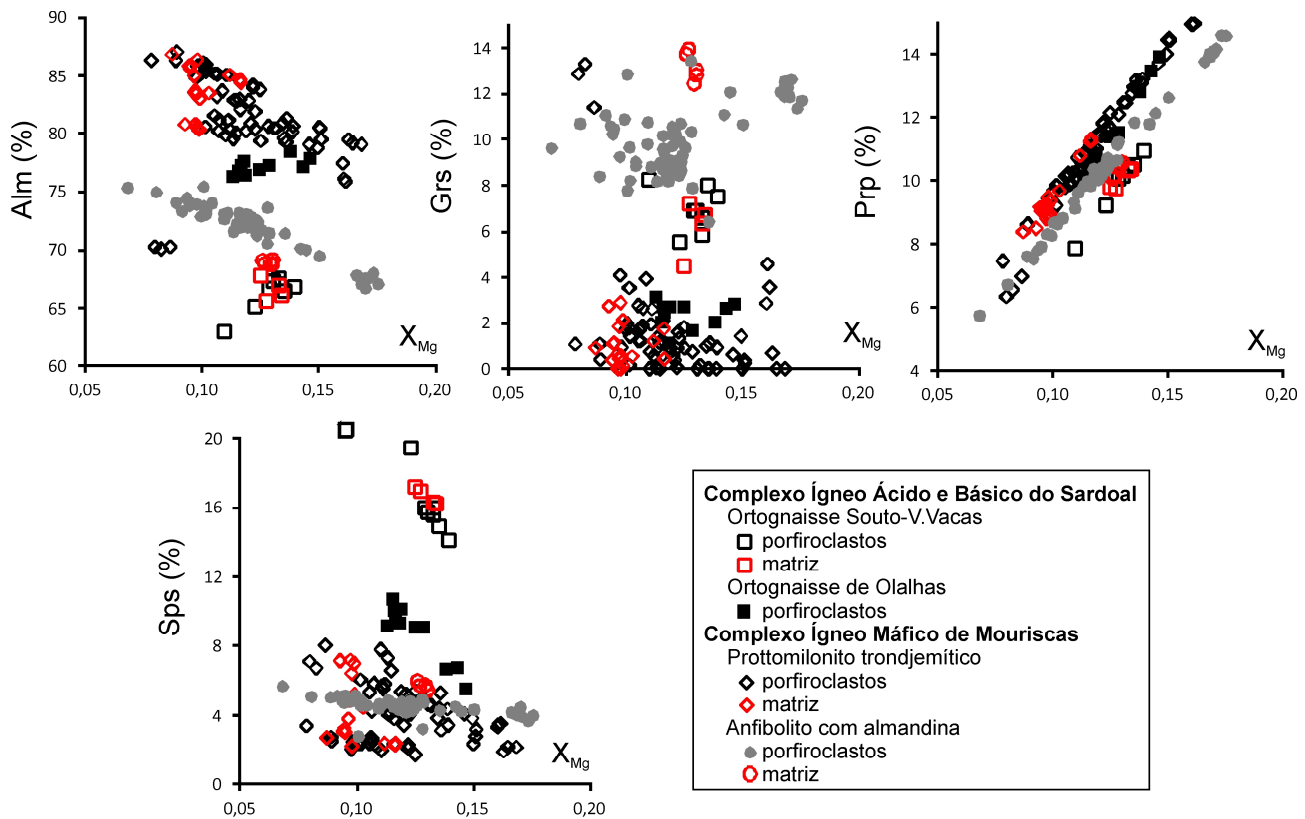 90
85
80
75
70
65
60
Alm (%)
0,05
0,10
0,15
0,20
XMg
14
12
10
8
6
4
2
0
Grs (%)
0,05
0,10
0,15
0,20
XMg
14
12
10
8
6
4
Prp (%)
0,05
0,10
0,15
0,20
XMg
20
16
12
8
4
0
Sps (%)
0,05
0,10
0,15
0,20
XMg
Complexo Ígneo Ácido e Básico do Sardoal
Ortognaisse Souto-V.Vacas
porfiroclastos
matriz
Ortognaisse de Olalhas
porfiroclastos
Complexo Ígneo Máfico de Mouriscas
Prottomilonito trondjemítico
porfiroclastos
matriz
Anfibolito com almandina
porfiroclastos
matriz